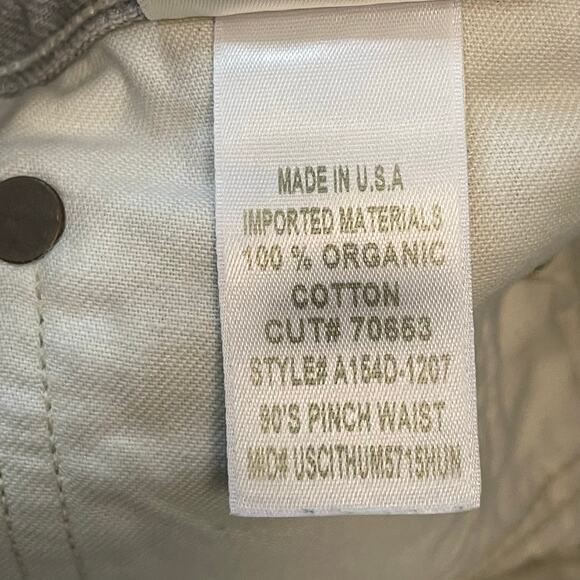 MADE IN U.S.A
IMPORTED MATERIALS
100 % ORGANIC
COTTON
CUT# 70653
STYLE# A154D-1207
90'S PINCH WAIST
MID# USCITHUM5715HUN